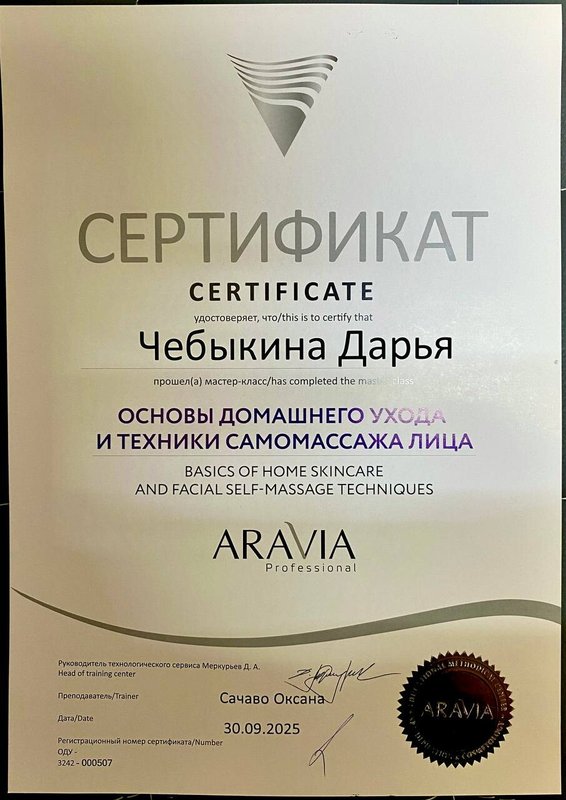 СЕРТИФИКАТ
CERTIFICATE
удостоверяет, что/this is to certify that
Чебыкина Дарья
прошел(а) мастер-класс/has completed the master class
ОСНОВЫ ДОМАШНЕГО УХОДА
И ТЕХНИКИ САМОМАССАЖА ЛИЦА
BASICS OF HOME SKINCARE
AND FACIAL SELF-MASSAGE TECHNIQUES
ARAVIA
Professional
Руководитель технологического сервиса Меркурьев Д. А.
Head of training center
Преподаватель/Trainer Сачаво Оксана
Дата/Date 30.09.2025
Регистрационный номер сертификата/Number
ОДУ -
3242 - 000507
ARAVIA